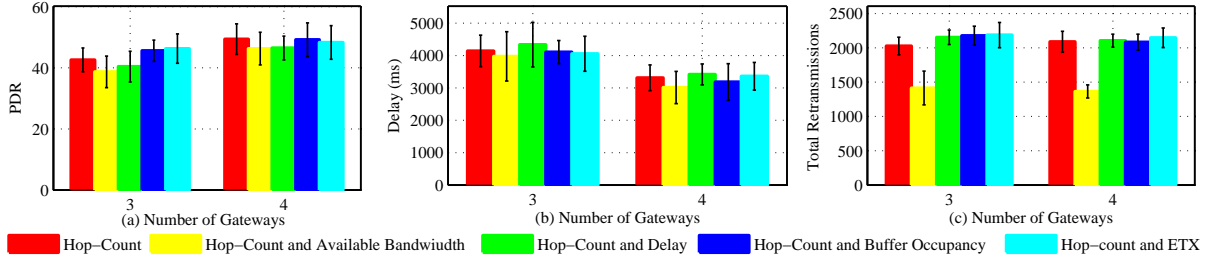 60
40
20
0
PDR
3
4
(a) Number of Gateways
5000
4000
3000
2000
1000
0
Delay (ms)
3
4
(b) Number of Gateways
2500
2000
1500
1000
500
0
Total Retransmissions
3
4
(c) Number of Gateways
Hop−Count
Hop−Count and Available Bandwiudth
Hop−Count and Delay
Hop−Count and Buffer Occupancy
Hop−count and ETX